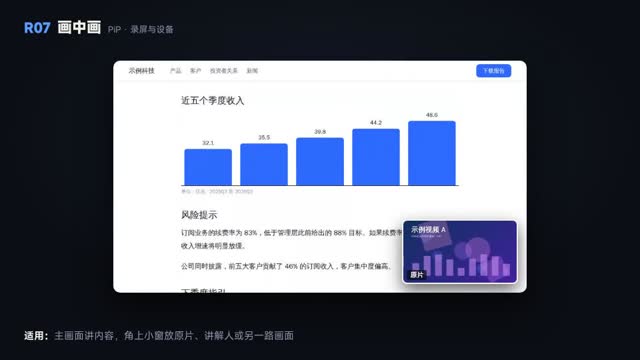 R07 画中画 PiP · 录屏与设备
示例科技 产品 客户 投资者关系 新闻 下载报告
近五个季度收入
32.1 36.5 39.8 44.2 48.6
风险提示
订阅业务的续费率为 83%，低于管理层此前给出的 88% 目标。如果续费率
收入增速将明显放缓。
公司同时披露，前五大客户贡献了 46% 的订阅收入，客户集中度偏高。
下季度指引
示例视频 A
原片
适用：主画面讲内容，角上小窗放原片、讲解人或另一路画面